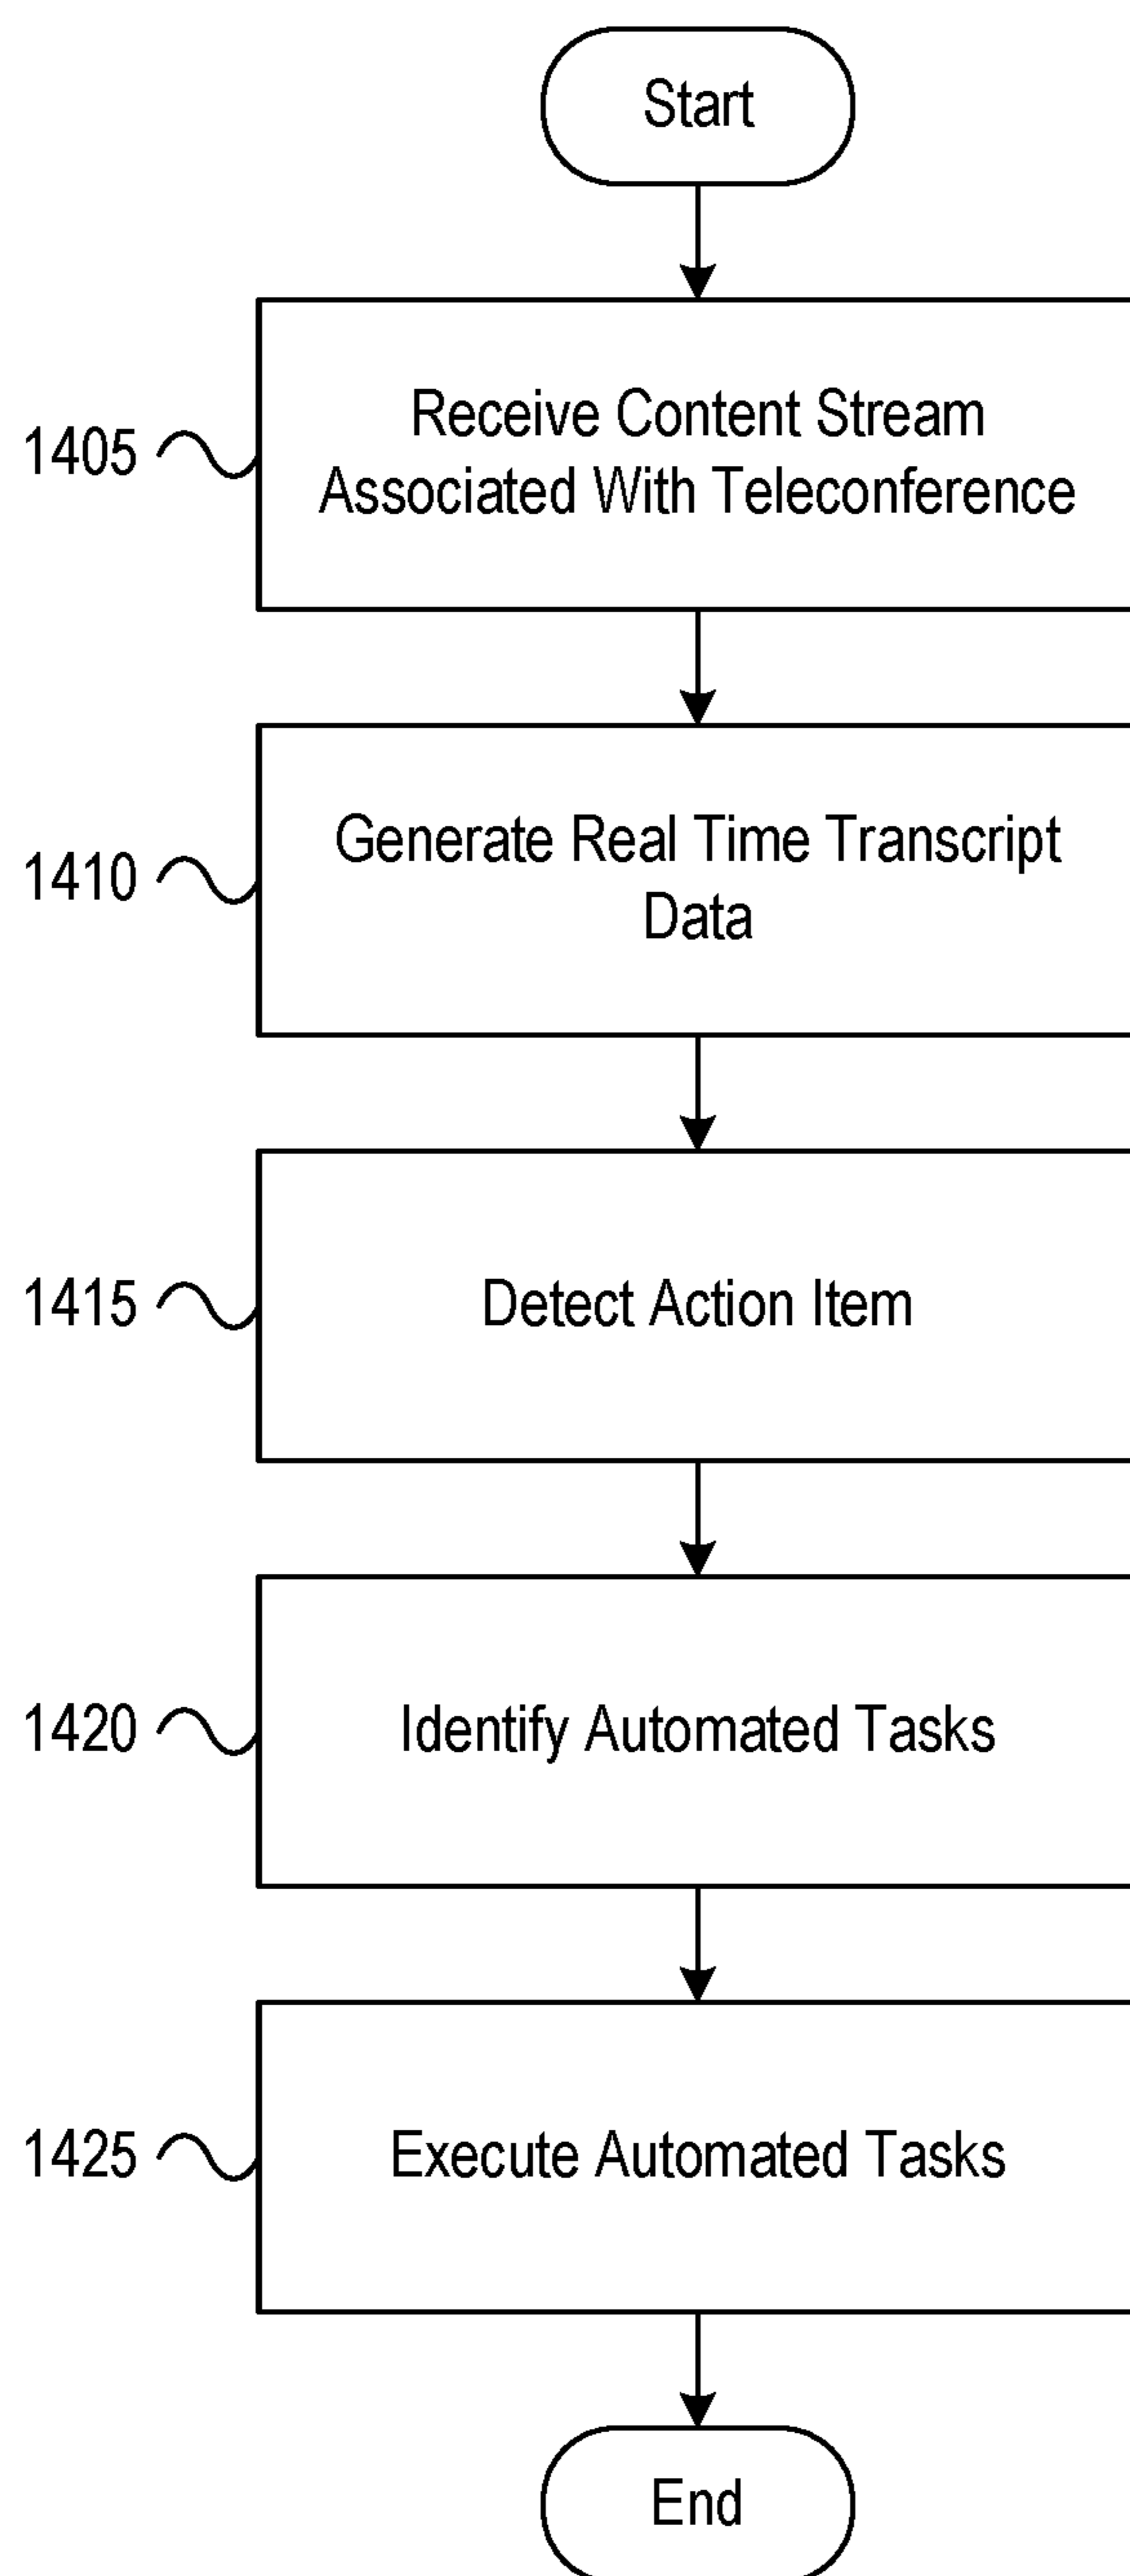 Start
1405
Receive Content Stream
Associated With Teleconference
1410
Generate Real Time Transcript
Data
1415
Detect Action Item
1420
Identify Automated Tasks
1425
Execute Automated Tasks
End